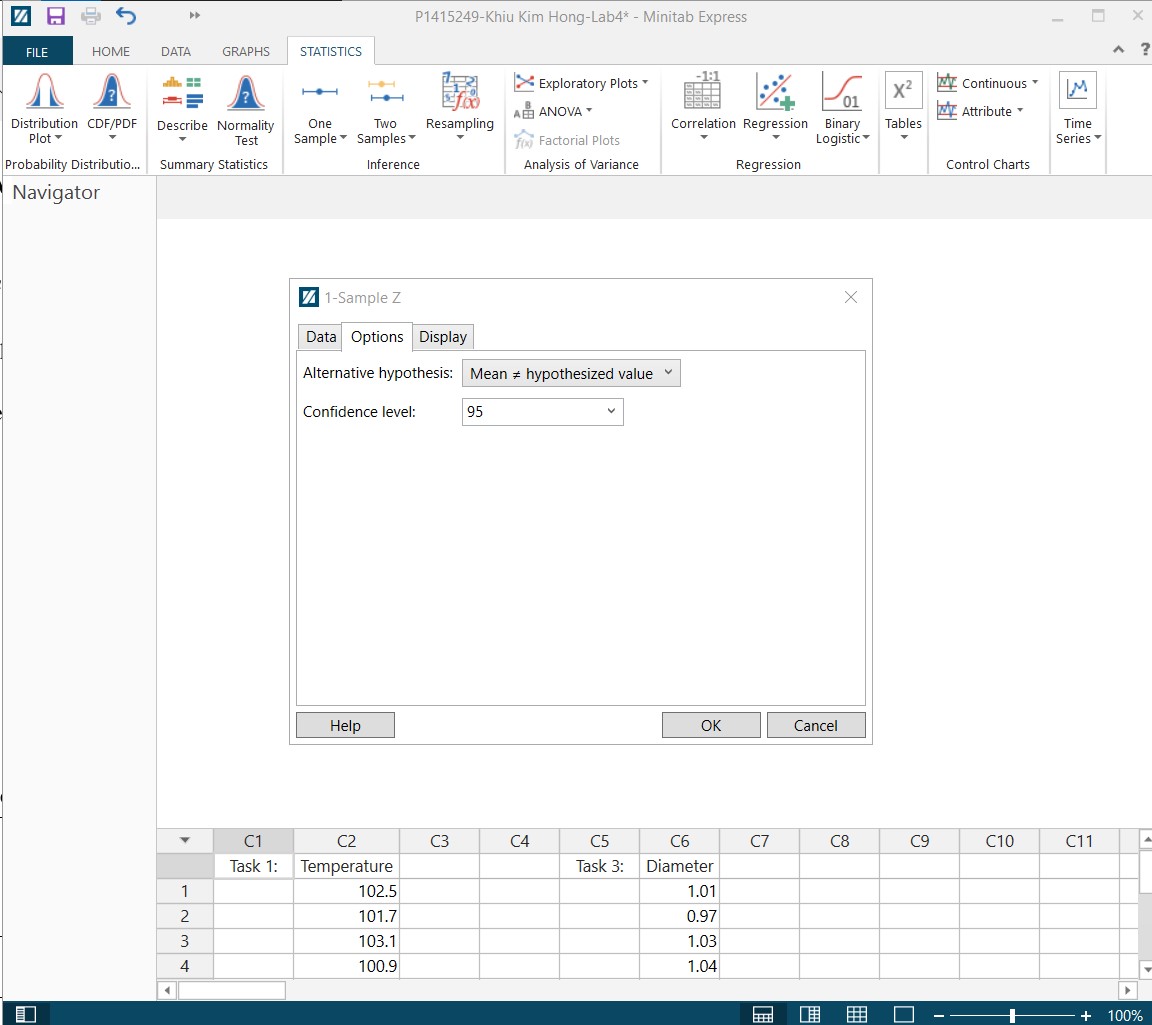 P1415249-Khiu Kim Hong-Lab4* - Minitab Express
FILE HOME DATA GRAPHS STATISTICS
Distribution Plot CDF/PDF
Probability Distributio...
Describe Normality Test
Summary Statistics
One Sample Two Samples Resampling
Inference
Exploratory Plots
ANOVA
Factorial Plots
Analysis of Variance
Correlation Regression Binary Logistic
Regression
Tables
Continuous
Attribute
Control Charts
Time Series
Navigator
1-Sample Z
Data Options Display
Alternative hypothesis: Mean ≠ hypothesized value
Confidence level: 95
Help OK Cancel
C1 C2 C3 C4 C5 C6 C7 C8 C9 C10 C11
Task 1: Temperature Task 3: Diameter
1 102.5 1.01
2 101.7 0.97
3 103.1 1.03
4 100.9 1.04
100%